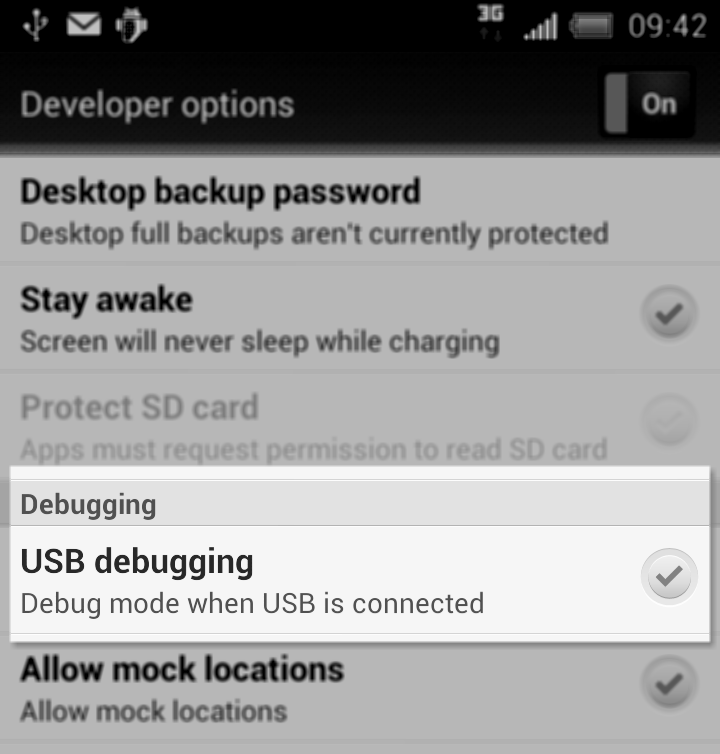 3G 09:42
Developer options On
Desktop backup password
Desktop full backups aren't currently protected
Stay awake
Screen will never sleep while charging
Protect SD card
Apps must request permission to read SD card
Debugging
USB debugging
Debug mode when USB is connected
Allow mock locations
Allow mock locations